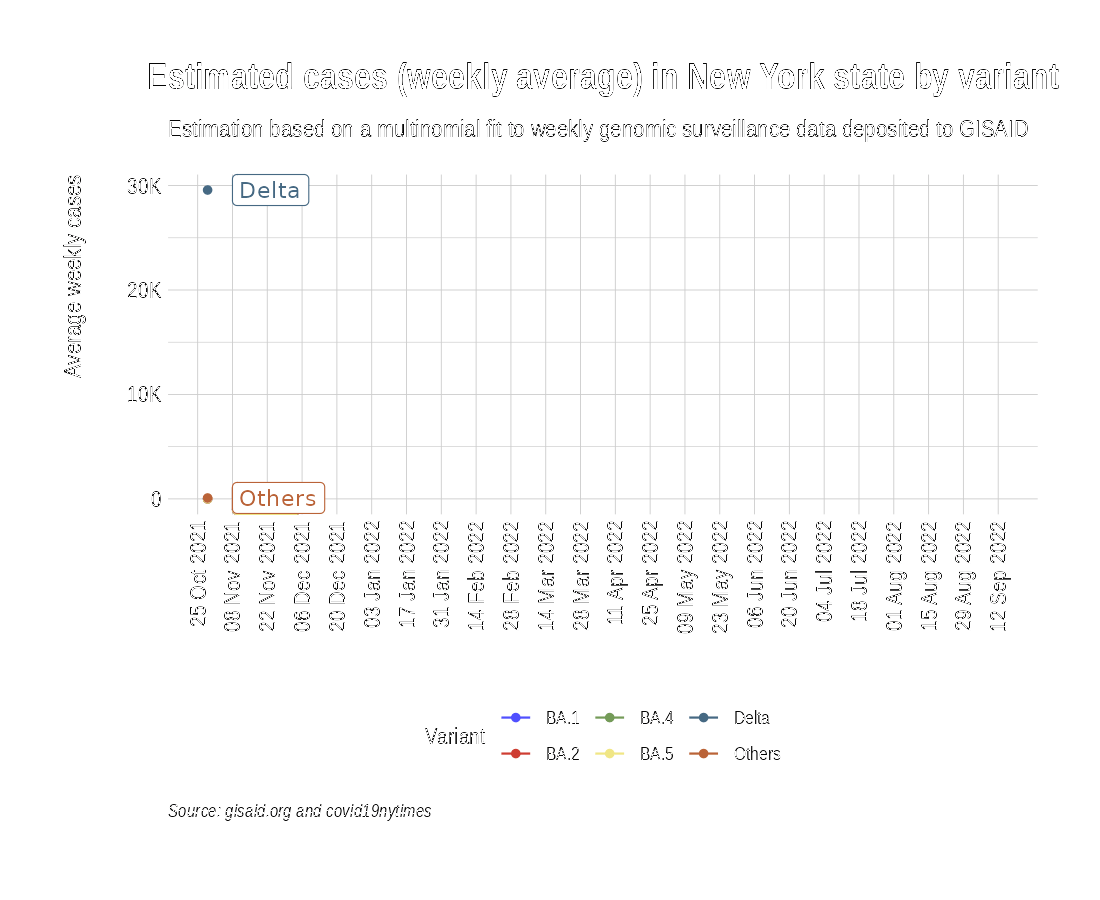 Estimated cases (weekly average) in New York state by variant
Estimation based on a multinomial fit to weekly genomic surveillance data deposited to GISAID
Average weekly cases
30K
20K
10K
0
Delta
Others
25 Oct 2021
08 Nov 2021
22 Nov 2021
06 Dec 2021
20 Dec 2021
03 Jan 2022
17 Jan 2022
31 Jan 2022
14 Feb 2022
28 Feb 2022
14 Mar 2022
28 Mar 2022
11 Apr 2022
25 Apr 2022
09 May 2022
23 May 2022
06 Jun 2022
20 Jun 2022
04 Jul 2022
18 Jul 2022
01 Aug 2022
15 Aug 2022
29 Aug 2022
12 Sep 2022
Variant
BA.1
BA.4
Delta
BA.2
BA.5
Others
Source: gisaid.org and covid19nytimes